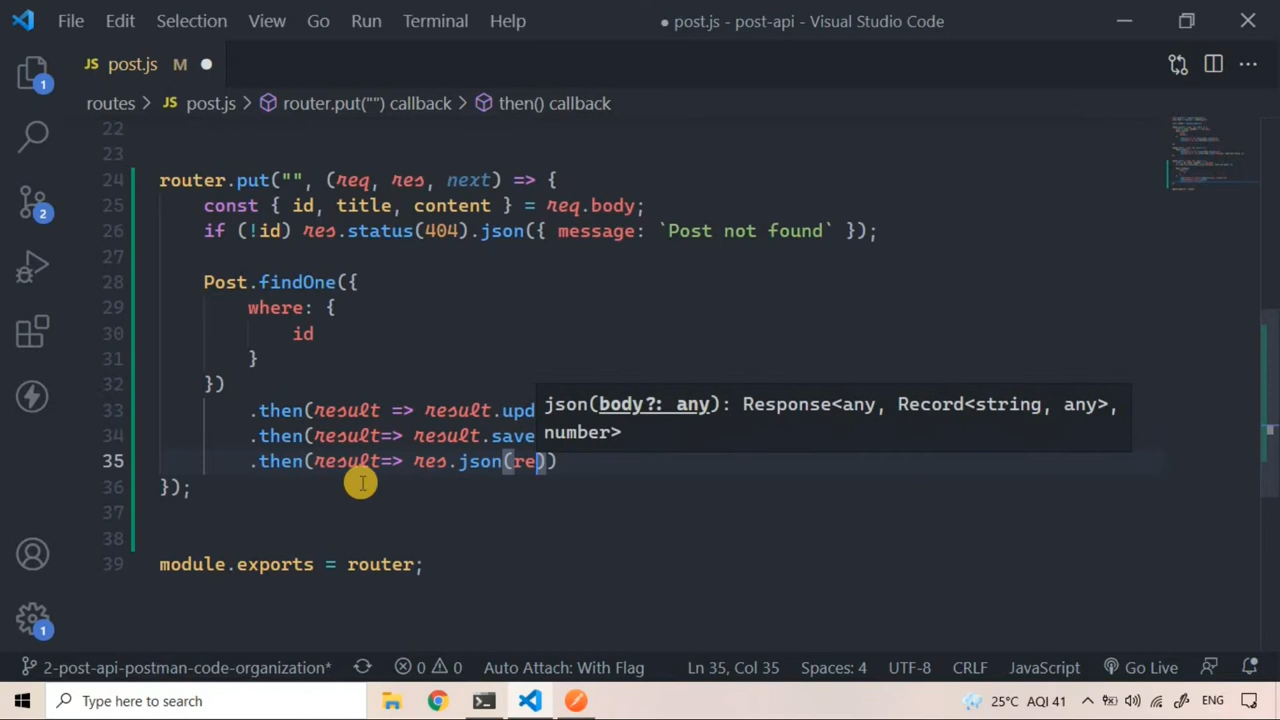 File Edit Selection View Go Run Terminal Help ● post.js - post-api - Visual Studio Code
JS post.js M ●
1
routes > JS post.js > router.put("") callback > then() callback
22
23
24 router.put("", (req, res, next) => {
25 const { id, title, content } = req.body;
26 if (!id) res.status(404).json({ message: `Post not found` });
27
28 Post.findOne({
29 where: {
30 id
31 }
32 })
33 .then(result => result.upd
34 .then(result=> result.save
35 .then(result=> res.json(re))
36 });
37
38
39 module.exports = router;
json(body?: any): Response<any, Record<string, any>,
number>
2
1
2-post-api-postman-code-organization* 0 0 Auto Attach: With Flag Ln 35, Col 35 Spaces: 4 UTF-8 CRLF JavaScript Go Live
Type here to search 25°C AQI 41 ENG